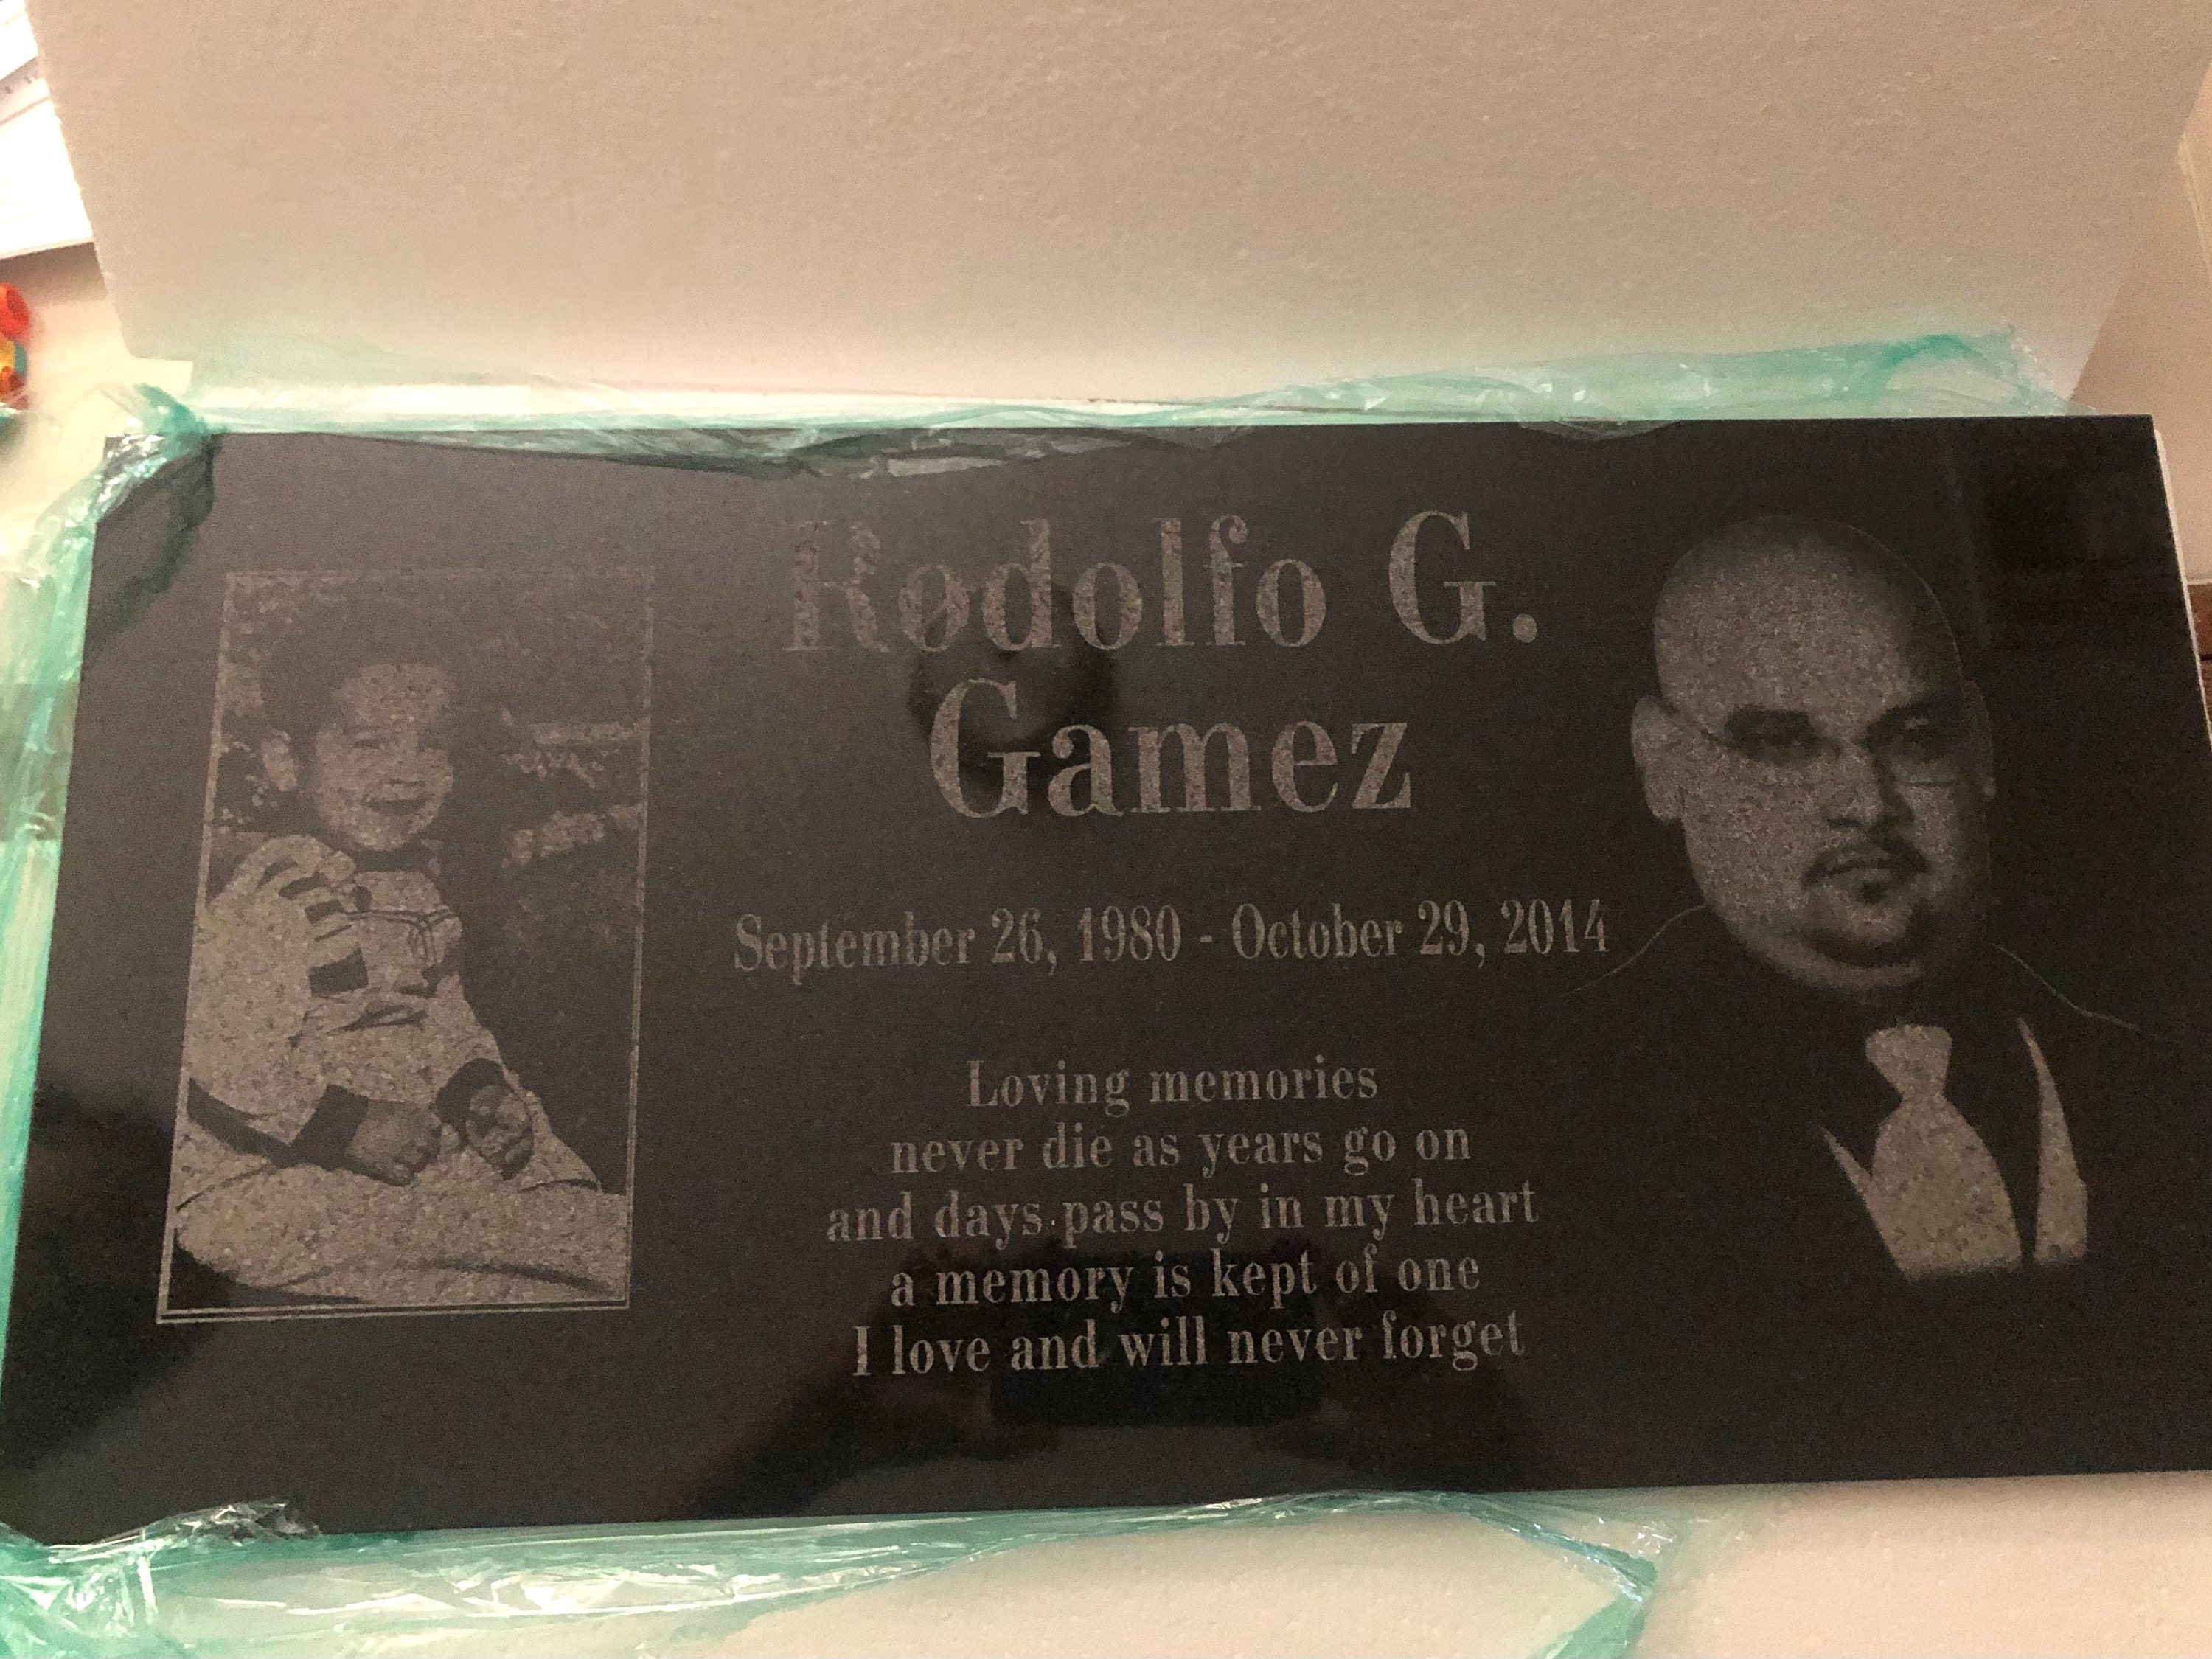 Rodolfo G.
Gamez
September 26, 1980 - October 29, 2014
Loving memories
never die as years go on
and days pass by in my heart
a memory is kept of one
I love and will never forget